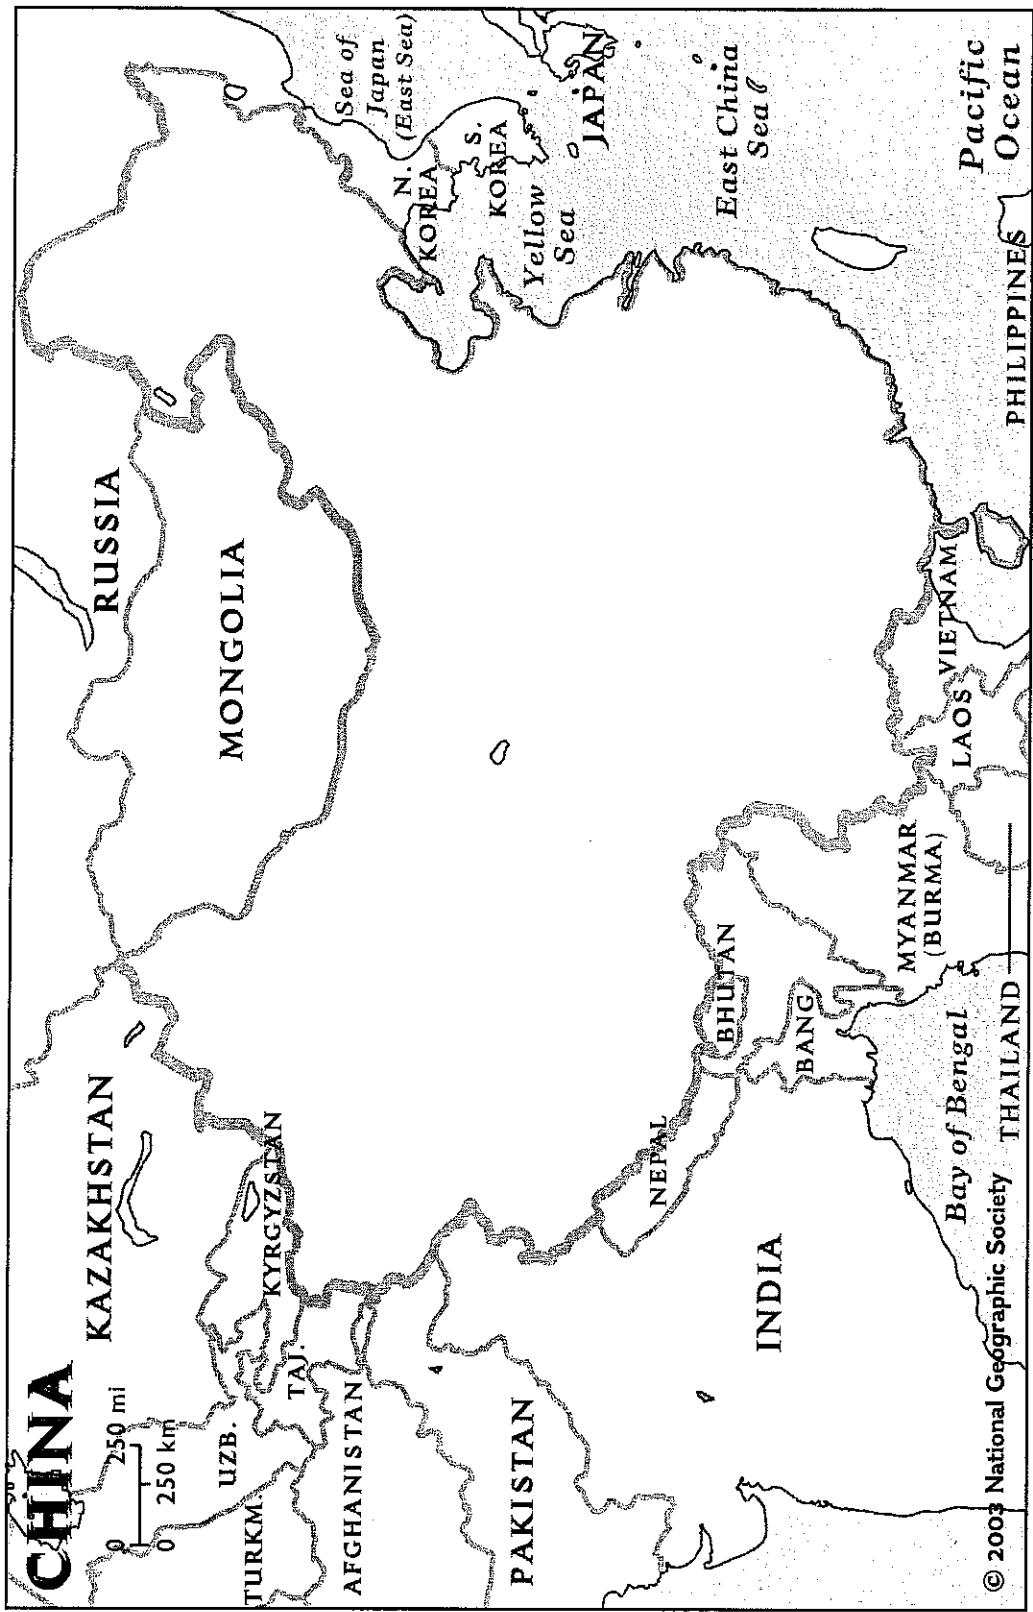 CHINA
0 250 mi
0 250 km
RUSSIA
KAZAKHSTAN
MONGOLIA
UZB.
TURKM.
KYRGYZSTAN
TAJ.
AFGHANISTAN
PAKISTAN
NEPAL
BHUTAN
BANG
INDIA
MYANMAR
(BURMA)
LAOS
VIETNAM
THAILAND
Bay of Bengal
N.
KOREA
S.
KOREA
Sea of
Japan
(East Sea)
JAPAN
Yellow
Sea
East China
Sea
Pacific
Ocean
PHILIPPINES
© 2003 National Geographic Society